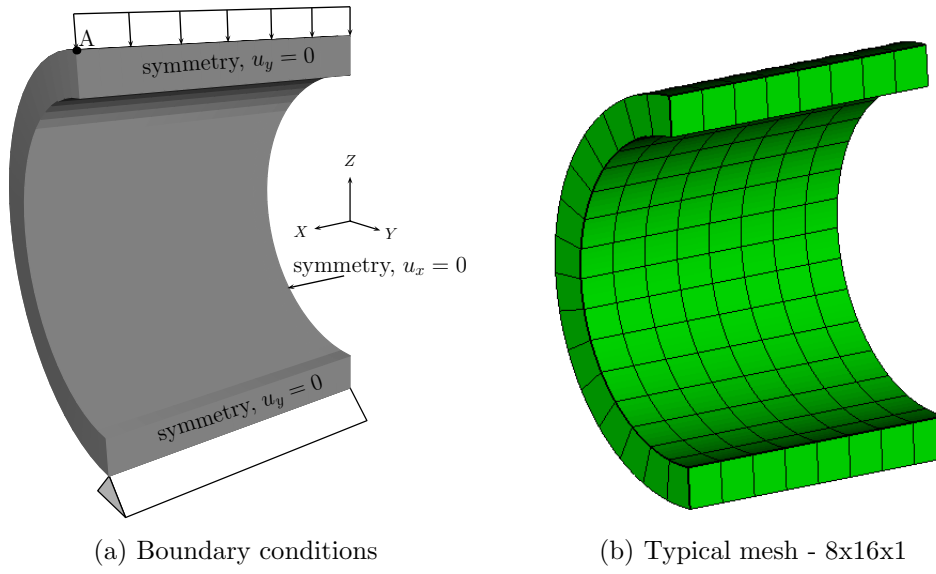 A
symmetry, $u_y = 0$
Z
X
Y
symmetry, $u_x = 0$
symmetry, $u_y = 0$
(a) Boundary conditions
(b) Typical mesh - 8x16x1